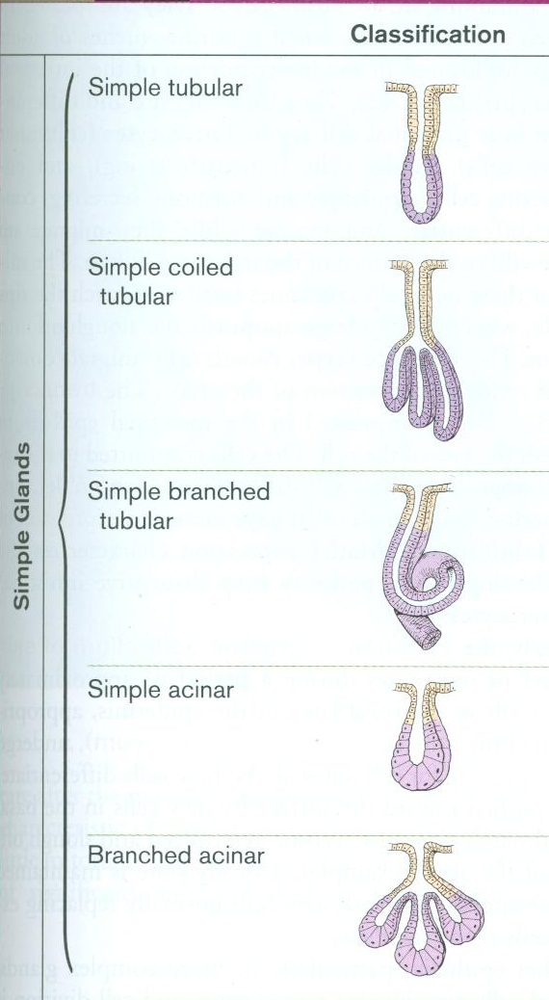 Classification
Simple Glands
Simple tubular
Simple coiled
tubular
Simple branched
tubular
Simple acinar
Branched acinar